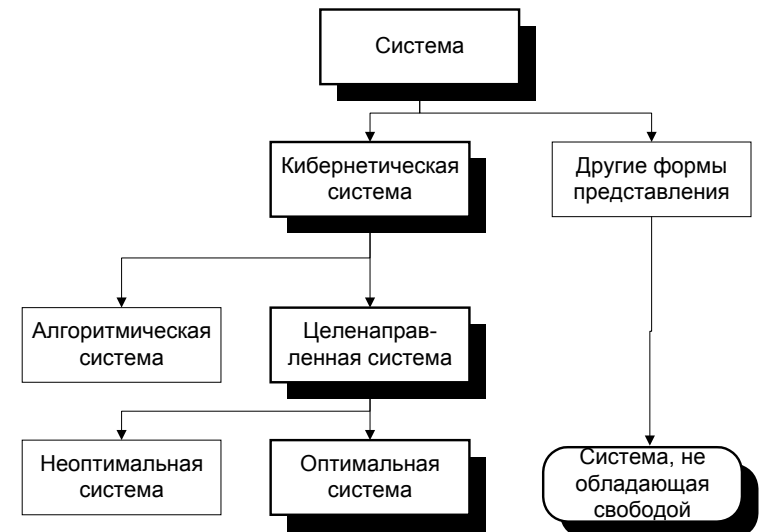 Система
Кибернетическая
система
Другие формы
представления
Алгоритмическая
система
Целенаправ-
ленная система
Неоптимальная
система
Оптимальная
система
Система, не
обладающая
свободой